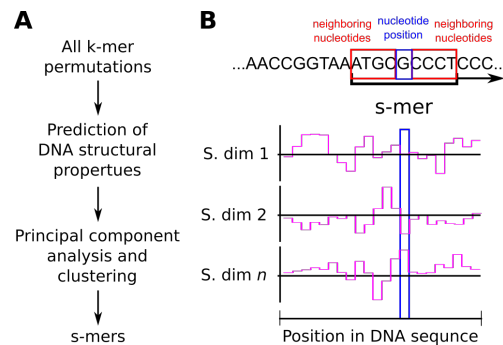 A
All k-mer
permutations
Prediction of
DNA structural
propertues
Principal component
analysis and
clustering
s-mers
B
neighboring
nucleotides
nucleotide
position
neighboring
nucleotides
...AACCGGTAAATGCGCCCTCCC...
s-mer
S. dim 1
S. dim 2
S. dim n
Position in DNA sequnce